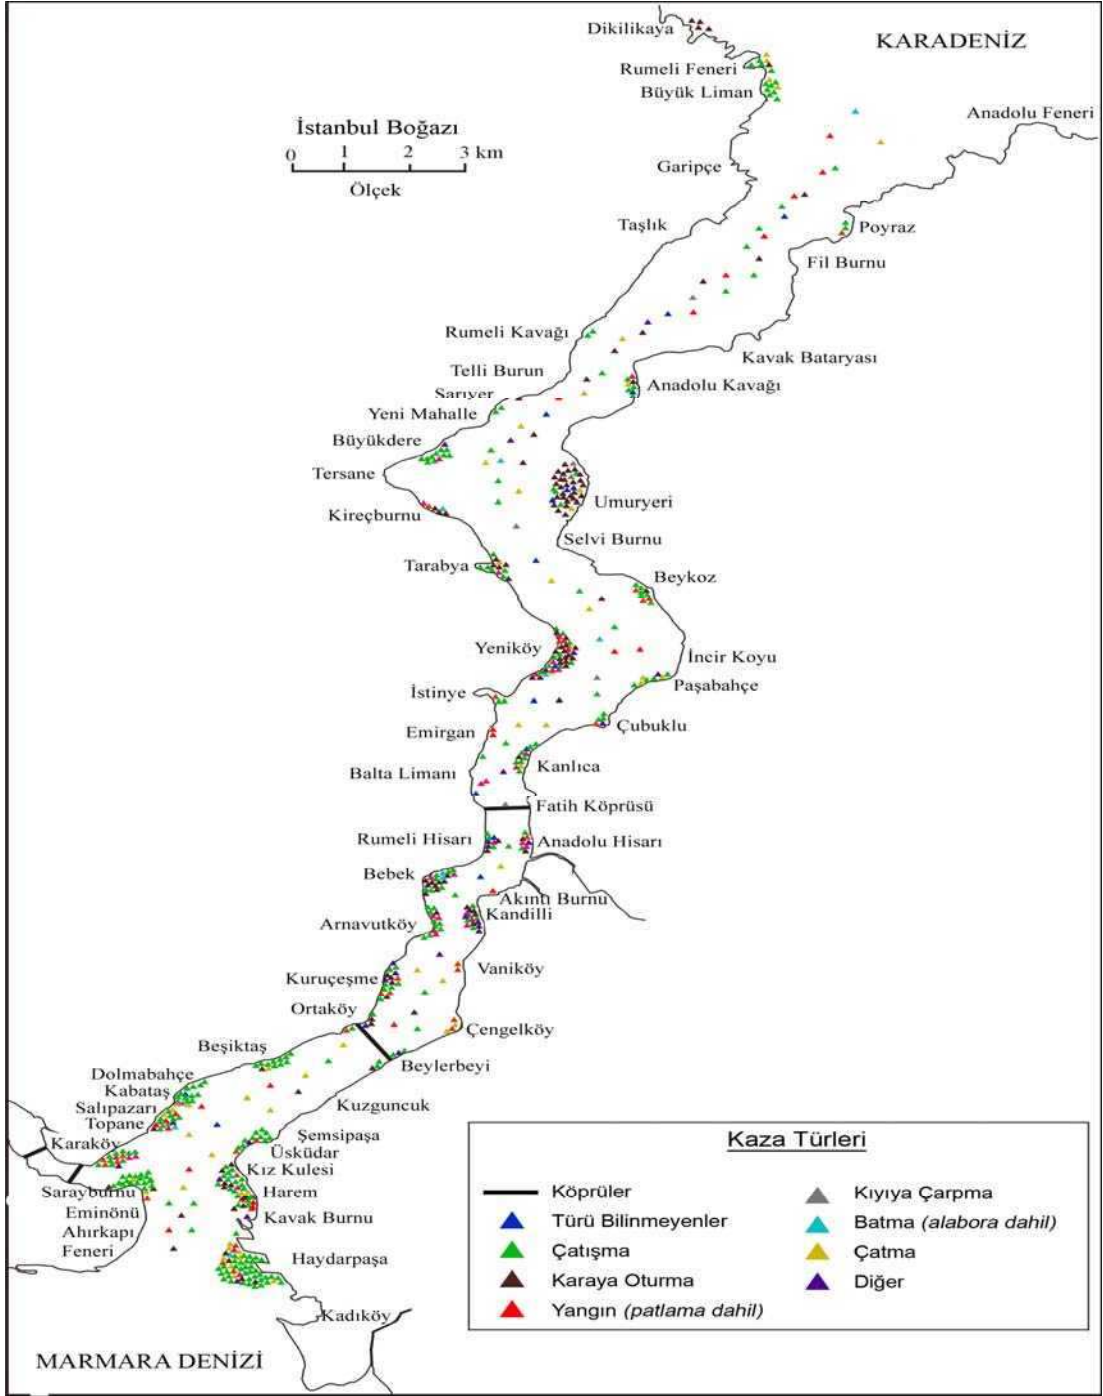 Dikilikaya
KARADENİZ
Rumeli Feneri
Büyük Liman
Anadolu Feneri
İstanbul Boğazı
0 1 2 3 km
Ölçek
Garipçe
Taşlık
Poyraz
Fil Burnu
Rumeli Kavağı
Kavak Bataryası
Telli Burun
Anadolu Kavağı
Sarıyer
Yeni Mahalle
Büyükdere
Tersane
Umuryeri
Kireçburnu
Selvi Burnu
Tarabya
Beykoz
Yeniköy
İncir Koyu
Paşabahçe
İstinye
Çubuklu
Emirgan
Kanlıca
Balta Limanı
Fatih Köprüsü
Rumeli Hisarı
Anadolu Hisarı
Bebek
Akıntı Burnu
Kandilli
Arnavutköy
Vaniköy
Kuruçeşme
Ortaköy
Çengelköy
Beşiktaş
Beylerbeyi
Dolmabahçe
Kabataş
Salıpazarı
Kuzguncuk
Topane
Karaköy
Şemsipaşa
Üsküdar
Kız Kulesi
Sarayburnu
Harem
Eminönü
Kavak Burnu
Ahırkapı
Feneri
Haydarpaşa
Kadıköy
MARMARA DENİZİ
Kaza Türleri
Köprüler
Türü Bilinmeyenler
Çatışma
Karaya Oturma
Yangın (patlama dahil)
Kıyıya Çarpma
Batma (alabora dahil)
Çatma
Diğer